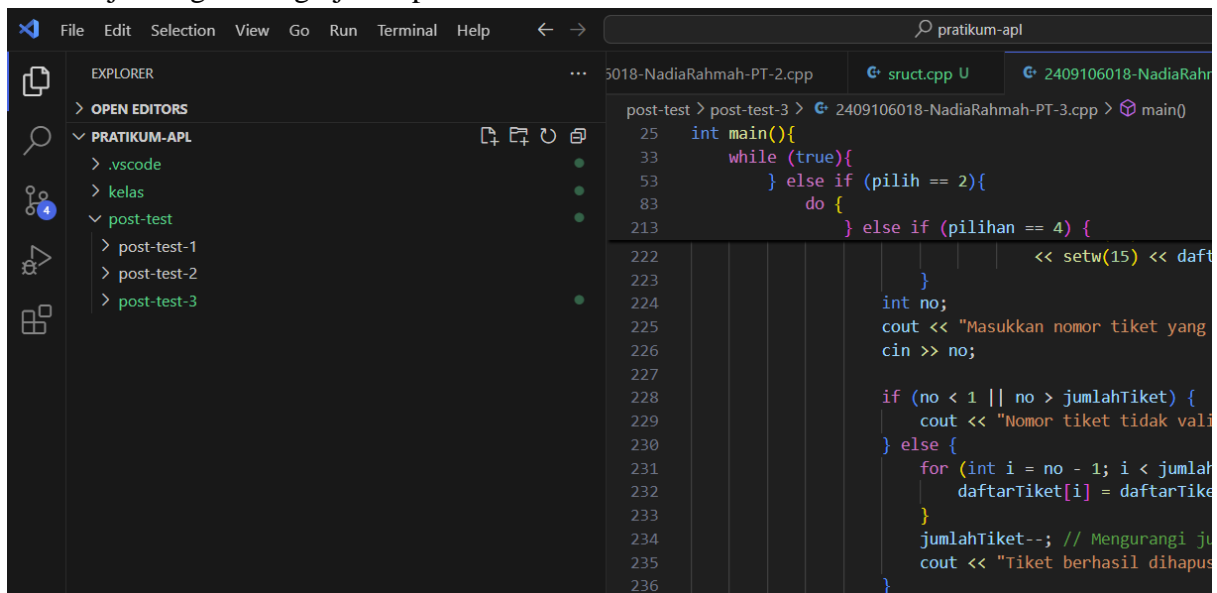 File Edit Selection View Go Run Terminal Help ← → pratikum-apl
EXPLORER ...
> OPEN EDITORS
PRATIKUM-APL
> .vscode
> kelas
post-test
> post-test-1
> post-test-2
> post-test-3
4
6018-NadiaRahmah-PT-2.cpp sruct.cpp U 2409106018-NadiaRahm
post-test > post-test-3 > 2409106018-NadiaRahmah-PT-3.cpp > main()
25 int main(){
33 while (true){
53 } else if (pilih == 2){
83 do {
213 } else if (pilihan == 4) {
222 << setw(15) << daft
223 }
224 int no;
225 cout << "Masukkan nomor tiket yang
226 cin >> no;
227
228 if (no < 1 || no > jumlahTiket) {
229 cout << "Nomor tiket tidak vali
230 } else {
231 for (int i = no - 1; i < jumlah
232 daftarTiket[i] = daftarTike
233 }
234 jumlahTiket--; // Mengurangi ju
235 cout << "Tiket berhasil dihapus
236 }